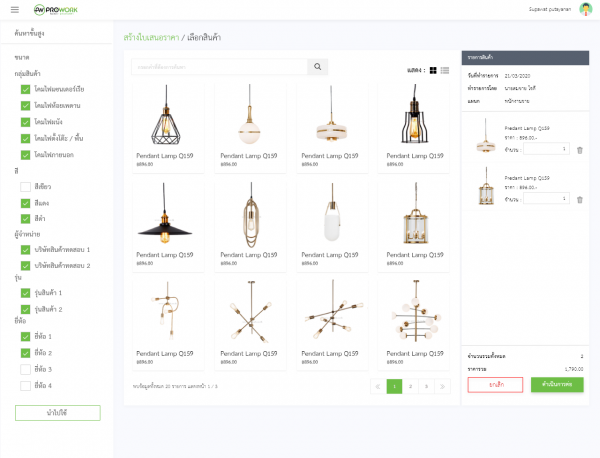 PROWORK
Supawat putayanan
ค้นหาขั้นสูง
ขนาด
กลุ่มสินค้า
โคมไฟแชนเดอร์เรีย
โคมไฟห้อยเพดาน
โคมไฟผนัง
โคมไฟตั้งโต๊ะ / พื้น
โคมไฟภายนอก
สี
สีเขียว
สีแดง
สีดำ
ผู้จำหน่าย
บริษัทสินค้าทดสอบ 1
บริษัทสินค้าทดสอบ 2
รุ่น
รุ่นสินค้า 1
รุ่นสินค้า 2
ยี่ห้อ
ยี่ห้อ 1
ยี่ห้อ 2
ยี่ห้อ 3
ยี่ห้อ 4
นำไปใช้
สร้างใบเสนอราคา / เลือกสินค้า
แสดง :
Pendant Lamp Q159 Pendant Lamp Q159 Pendant Lamp Q159 Pendant Lamp Q159
฿896.00 ฿896.00 ฿896.00 ฿896.00
Pendant Lamp Q159 Pendant Lamp Q159 Pendant Lamp Q159 Pendant Lamp Q159
฿896.00 ฿896.00 ฿896.00 ฿896.00
Pendant Lamp Q159 Pendant Lamp Q159 Pendant Lamp Q159 Pendant Lamp Q159
฿896.00 ฿896.00 ฿896.00 ฿896.00
พบข้อมูลทั้งหมด 20 รายการ แสดงหน้า 1 / 2
« 1 2 3 »
รายการสินค้า
วันที่ทำรายการ 21/02/2020
ทำรายการโดย นายสมชาย ใจดี
แผนก พนักงานขาย
Pendant Lamp Q159
ราคา : 896.00.-
จำนวน : 1
Pendant Lamp Q159
ราคา : 896.00.-
จำนวน : 1
จำนวนรวมทั้งหมด 2
ราคารวม 1,790.00
ยกเลิก ดำเนินการต่อ